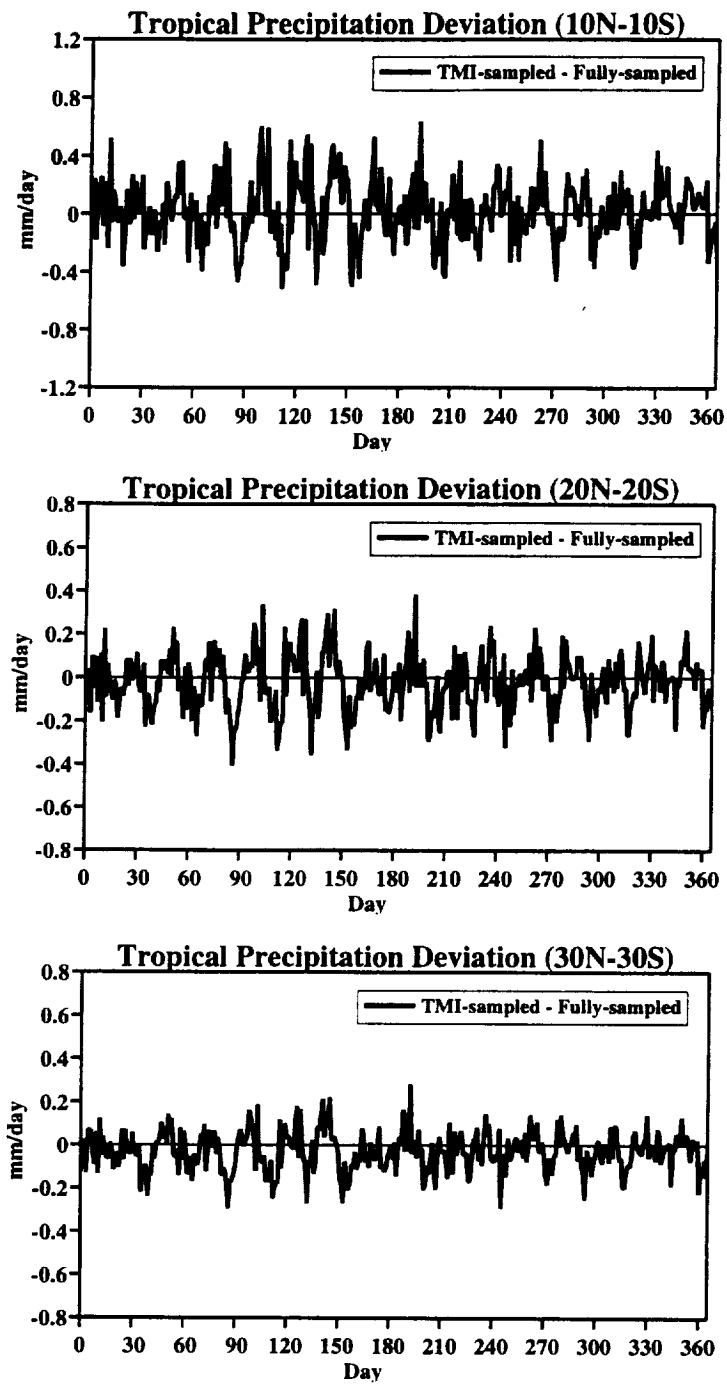 Tropical Precipitation Deviation (10N-10S)
1.2
TMI-sampled - Fully-sampled
0.8
0.4
0
-0.4
-0.8
-1.2
mm/day
0 30 60 90 120 150 180 210 240 270 300 330 360
Day
Tropical Precipitation Deviation (20N-20S)
0.8
TMI-sampled - Fully-sampled
0.6
0.4
0.2
0
-0.2
-0.4
-0.6
-0.8
mm/day
0 30 60 90 120 150 180 210 240 270 300 330 360
Day
Tropical Precipitation Deviation (30N-30S)
0.8
TMI-sampled - Fully-sampled
0.6
0.4
0.2
0
-0.2
-0.4
-0.6
-0.8
mm/day
0 30 60 90 120 150 180 210 240 270 300 330 360
Day